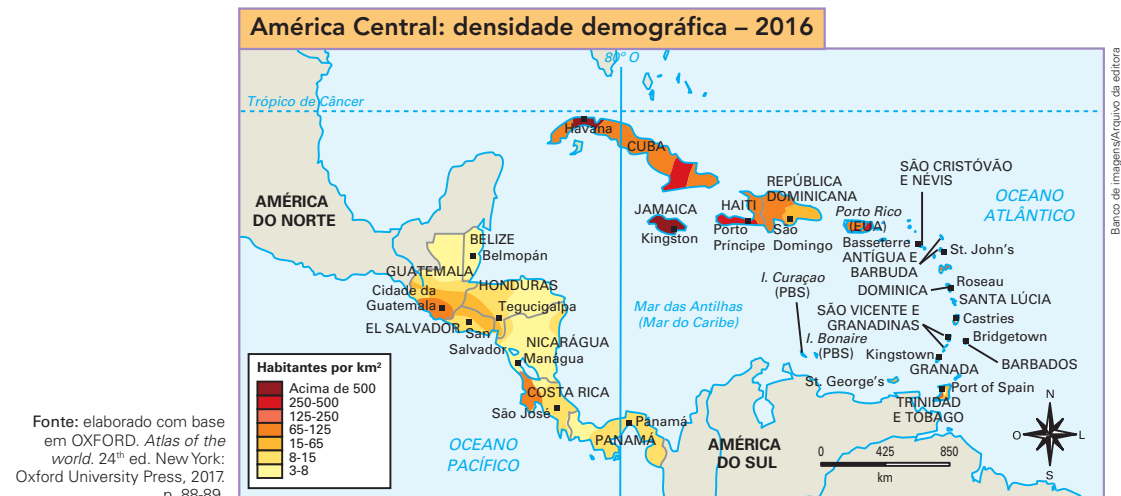 América Central: densidade demográfica – 2016
80° O
Trópico de Câncer
Havana
CUBA
SÃO CRISTÓVÃO
E NÉVIS
OCEANO
ATLÂNTICO
AMÉRICA
DO NORTE
JAMAICA
Kingston
HAITI
Porto
Príncipe
REPÚBLICA
DOMINICANA
São
Domingo
Porto Rico
(EUA)
Basseterre
ANTÍGUA E
BARBUDA
St. John's
BELIZE
Belmopán
GUATEMALA
HONDURAS
Cidade da
Guatemala
Tegucigalpa
EL SALVADOR
San
Salvador
NICARÁGUA
Manágua
I. Curaçao
(PBS)
Mar das Antilhas
(Mar do Caribe)
DOMINICA
Roseau
SANTA LÚCIA
SÃO VICENTE E
GRANADINAS
Castries
Bridgetown
I. Bonaire
(PBS)
Kingstown
BARBADOS
GRANADA
St. George's
Port of Spain
TRINIDAD
E TOBAGO
COSTA RICA
São José
Panamá
PANAMÁ
OCEANO
PACÍFICO
AMÉRICA
DO SUL
Habitantes por km²
Acima de 500
250-500
125-250
65-125
15-65
8-15
3-8
0 425 850
km
N
O L
S
Fonte: elaborado com base
em OXFORD. Atlas of the
world. 24th ed. New York:
Oxford University Press, 2017.
p. 88-89.
Banco de imagens/Arquivo da editora